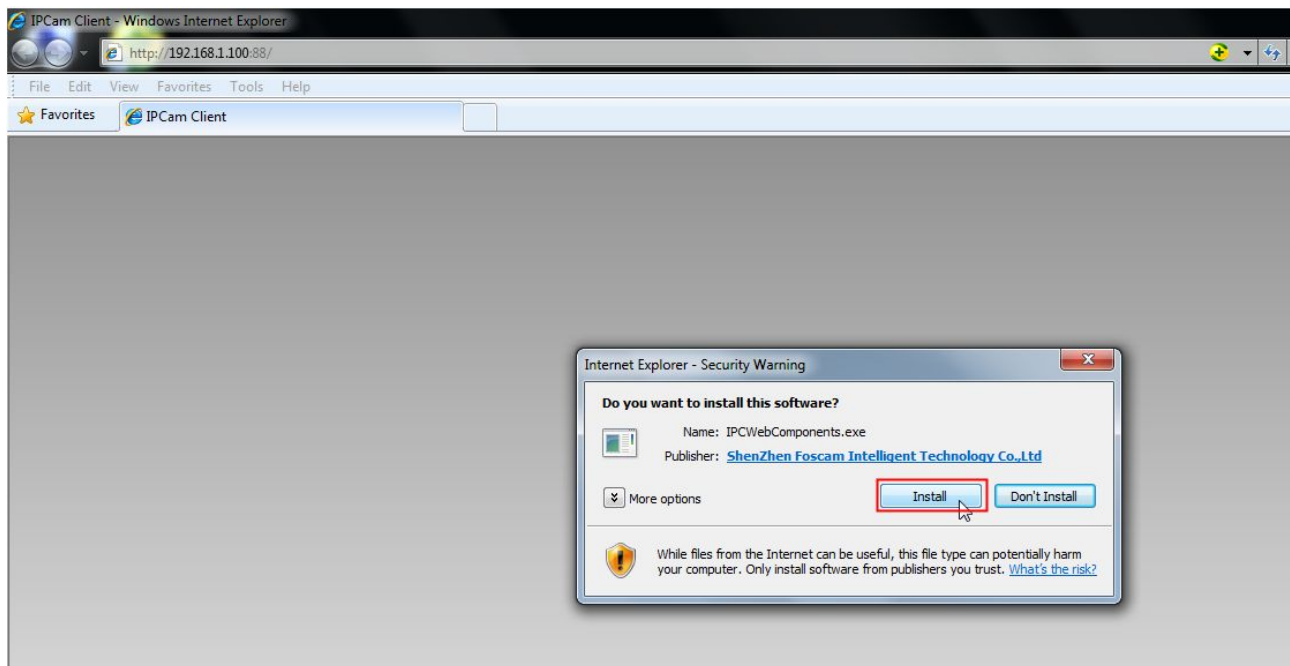 IPCam Client - Windows Internet Explorer
http://192.168.1.100:88/
File Edit View Favorites Tools Help
Favorites IPCam Client
Internet Explorer - Security Warning
Do you want to install this software?
Name: IPCWebComponents.exe
Publisher: ShenZhen Foscam Intelligent Technology Co.,Ltd
More options Install Don't Install
While files from the Internet can be useful, this file type can potentially harm
your computer. Only install software from publishers you trust. What's the risk?